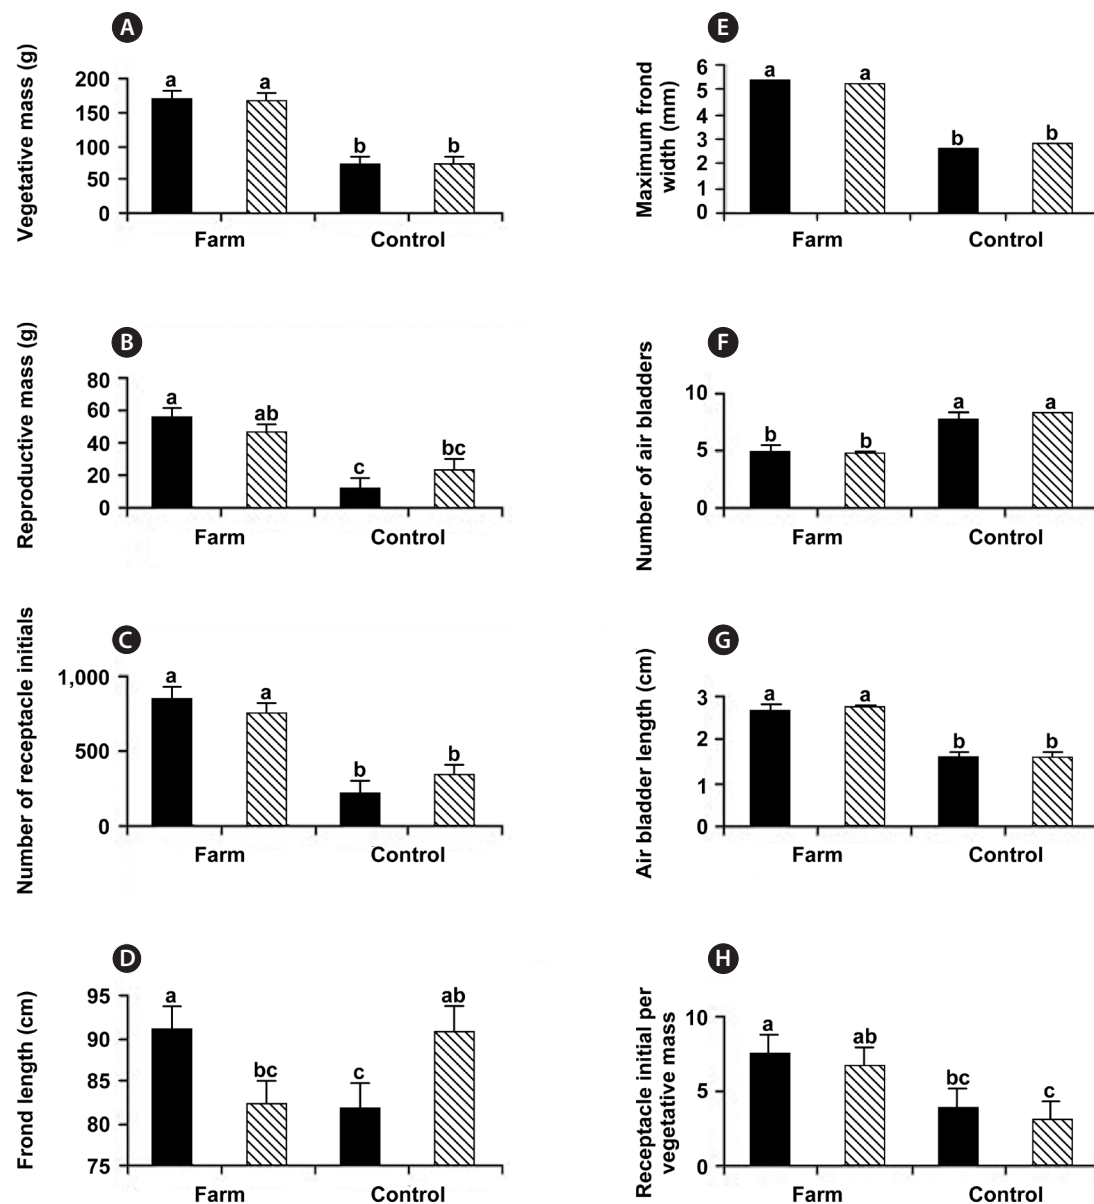 A
Vegetative mass (g)
200
150
100
50
0
a
a
b
b
Farm
Control
B
Reproductive mass (g)
80
60
40
20
0
a
ab
c
bc
Farm
Control
C
Number of receptacle initials
1,000
500
0
a
a
b
b
Farm
Control
D
Frond length (cm)
95
90
85
80
75
a
bc
c
ab
Farm
Control
E
Maximum frond
width (mm)
6
5
4
3
2
1
0
a
a
b
b
Farm
Control
F
Number of air bladders
10
5
0
b
b
a
a
Farm
Control
G
Air bladder length (cm)
3
2
1
0
a
a
b
b
Farm
Control
H
Receptacle initial per
vegetative mass
10
5
0
a
ab
bc
c
Farm
Control